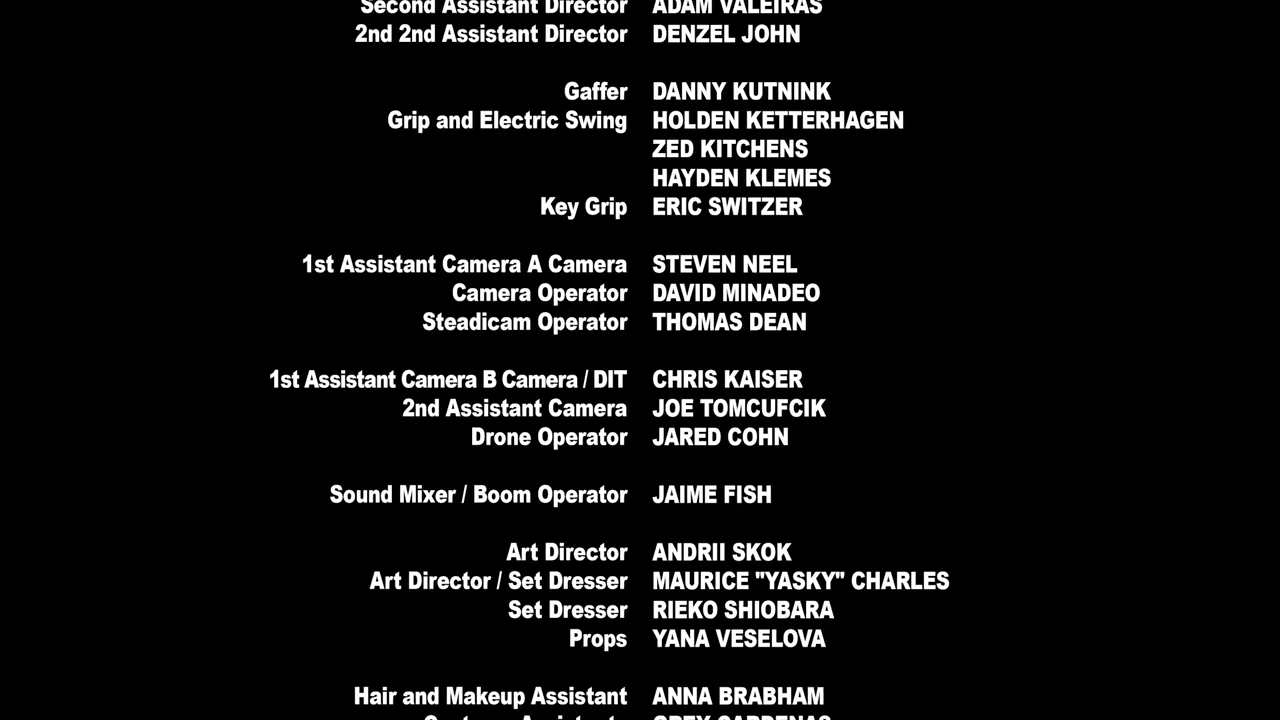 Second Assistant Director ADAM VALEIRAS
2nd 2nd Assistant Director DENZEL JOHN
Gaffer DANNY KUTNINK
Grip and Electric Swing HOLDEN KETTERHAGEN
ZED KITCHENS
HAYDEN KLEMES
Key Grip ERIC SWITZER
1st Assistant Camera A Camera STEVEN NEEL
Camera Operator DAVID MINADEO
Steadicam Operator THOMAS DEAN
1st Assistant Camera B Camera / DIT CHRIS KAISER
2nd Assistant Camera JOE TOMCUFCIK
Drone Operator JARED COHN
Sound Mixer / Boom Operator JAIME FISH
Art Director ANDRII SKOK
Art Director / Set Dresser MAURICE "YASKY" CHARLES
Set Dresser RIEKO SHIOBARA
Props YANA VESELOVA
Hair and Makeup Assistant ANNA BRABHAM